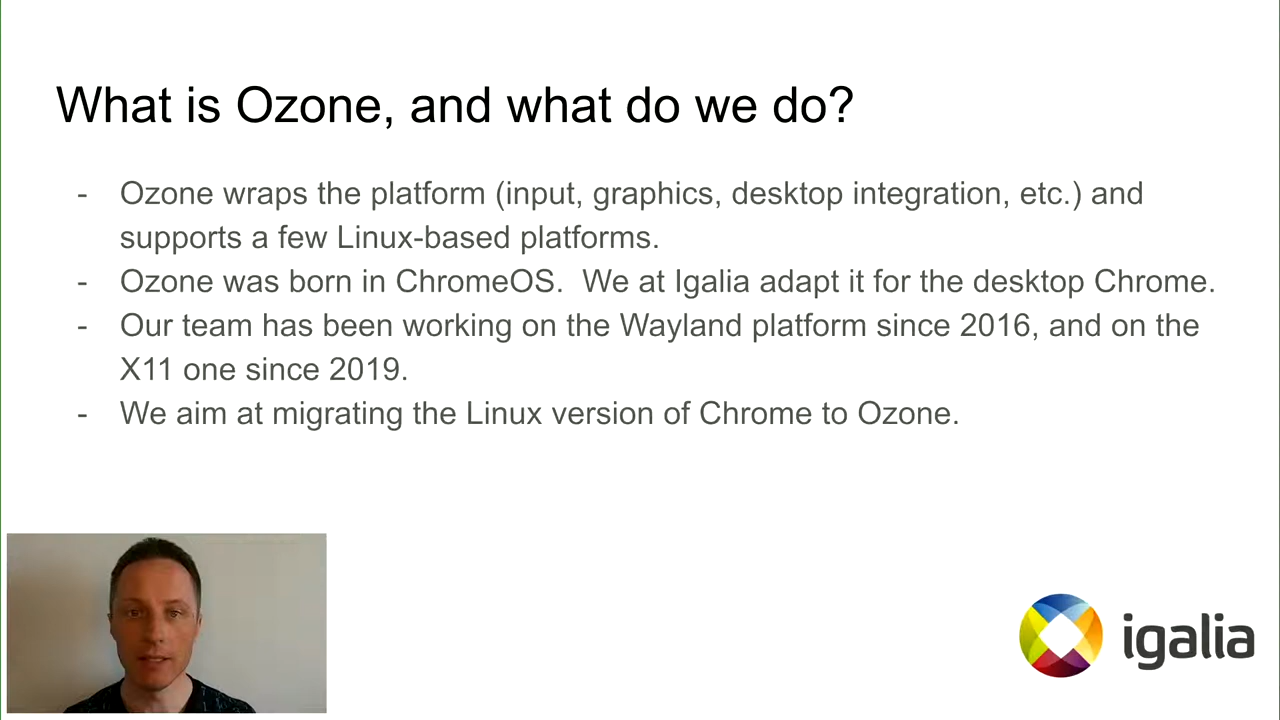 What is Ozone, and what do we do?
- Ozone wraps the platform (input, graphics, desktop integration, etc.) and
supports a few Linux-based platforms.
- Ozone was born in ChromeOS.  We at Igalia adapt it for the desktop Chrome.
- Our team has been working on the Wayland platform since 2016, and on the
X11 one since 2019.
- We aim at migrating the Linux version of Chrome to Ozone.
igalia